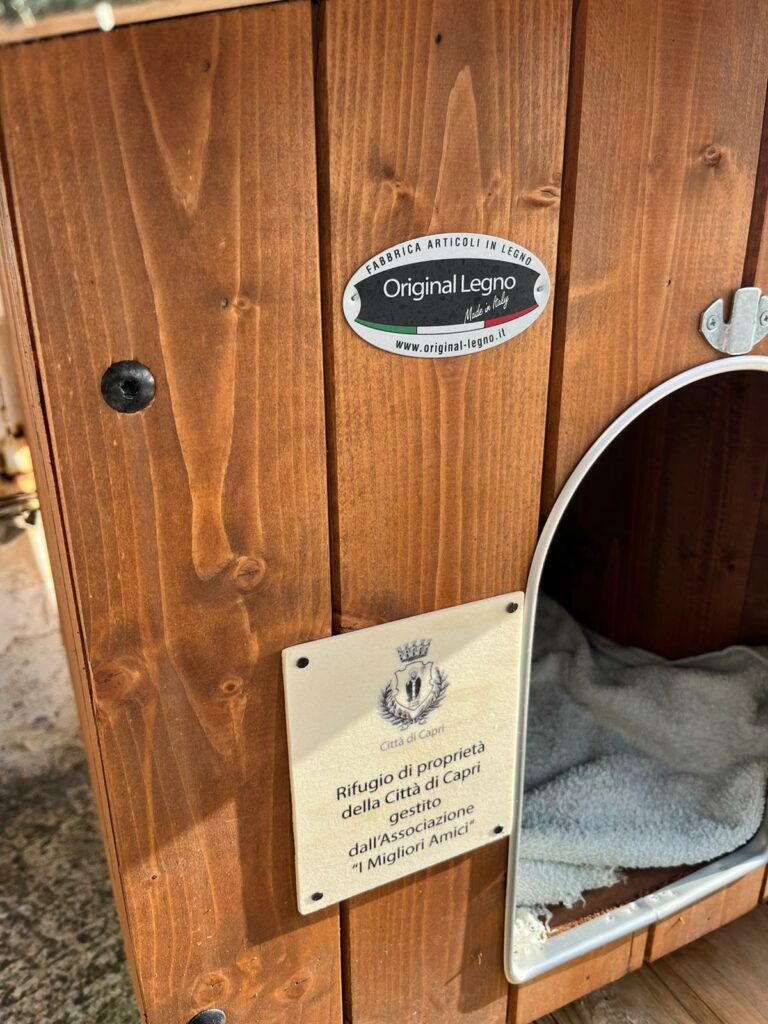 FABBRICA ARTICOLI IN LEGNO
Original Legno
Made in Italy
www.original-legno.it
Città di Capri
Rifugio di proprietà
della Città di Capri
gestito
dall'Associazione
"I Migliori Amici"